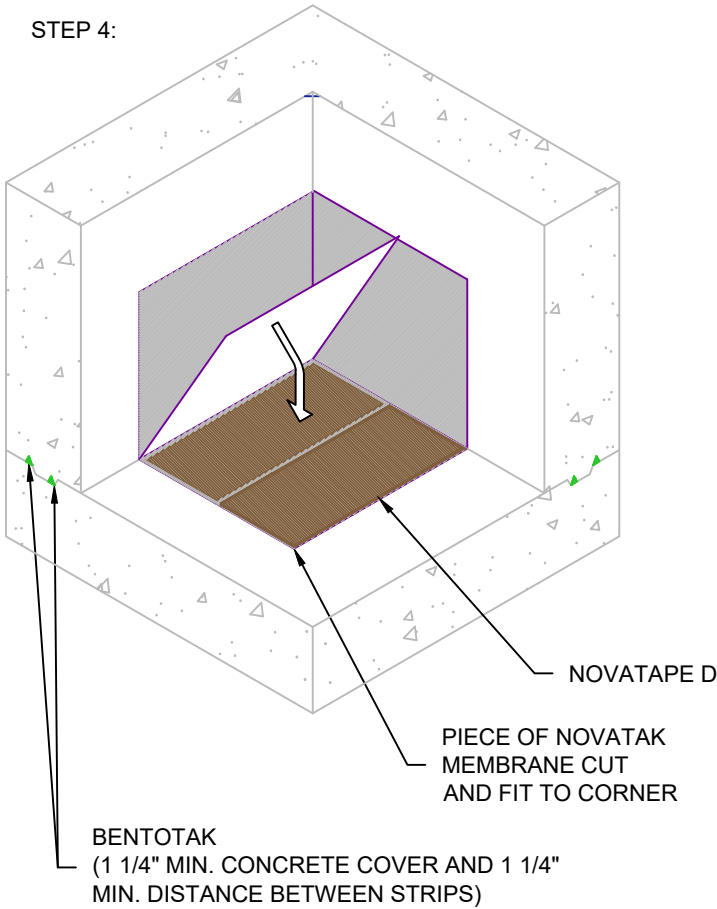 STEP 4:
NOVATAPE D
PIECE OF NOVATAK
MEMBRANE CUT
AND FIT TO CORNER
BENTOTAK
(1 1/4" MIN. CONCRETE COVER AND 1 1/4"
MIN. DISTANCE BETWEEN STRIPS)